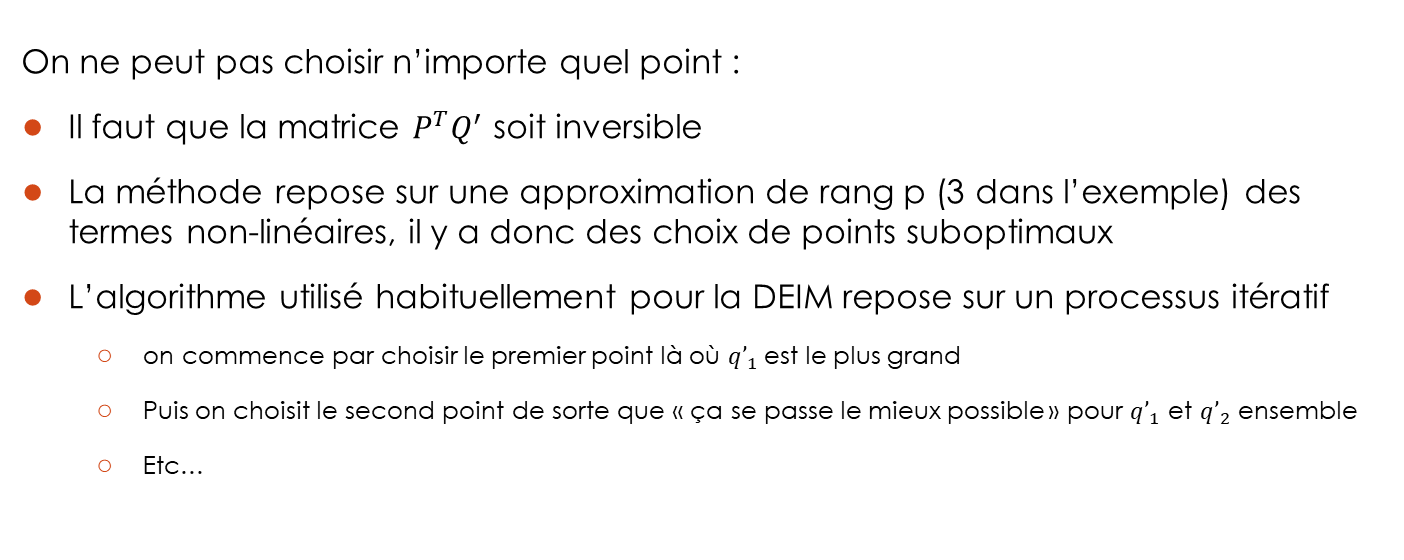 On ne peut pas choisir n’importe quel point :
● Il faut que la matrice 𝑃ᵀ𝑄′ soit inversible
● La méthode repose sur une approximation de rang p (3 dans l’exemple) des
termes non-linéaires, il y a donc des choix de points suboptimaux
● L’algorithme utilisé habituellement pour la DEIM repose sur un processus itératif
○ on commence par choisir le premier point là où q’₁ est le plus grand
○ Puis on choisit le second point de sorte que « ça se passe le mieux possible» pour q’₁ et q’₂ ensemble
○ Etc…